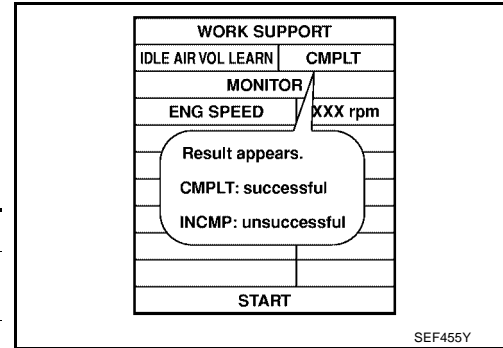 WORK SUPPORT
IDLE AIR VOL LEARN CMPLT
MONITOR
ENG SPEED XXX rpm
Result appears.
CMPLT: successful
INCMP: unsuccessful
START
SEF455Y